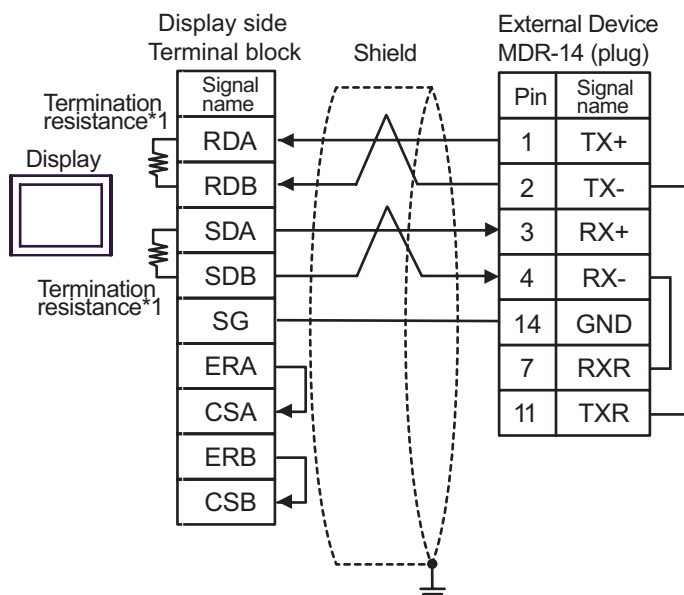 Display side
Terminal block
Shield
External Device
MDR-14 (plug)
Signal
name
Pin
Signal
name
Termination
resistance*1
RDA
1
TX+
Display
RDB
2
TX-
SDA
3
RX+
SDB
4
RX-
Termination
resistance*1
SG
14
GND
ERA
7
RXR
CSA
11
TXR
ERB
CSB